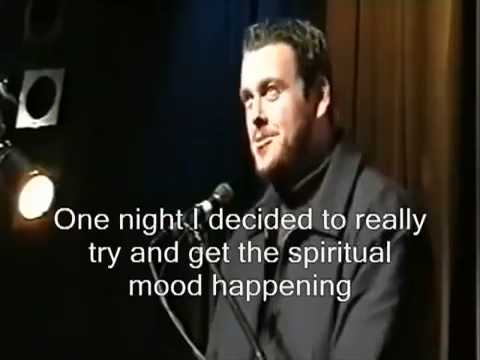 One night I decided to really
try and get the spiritual
mood happening